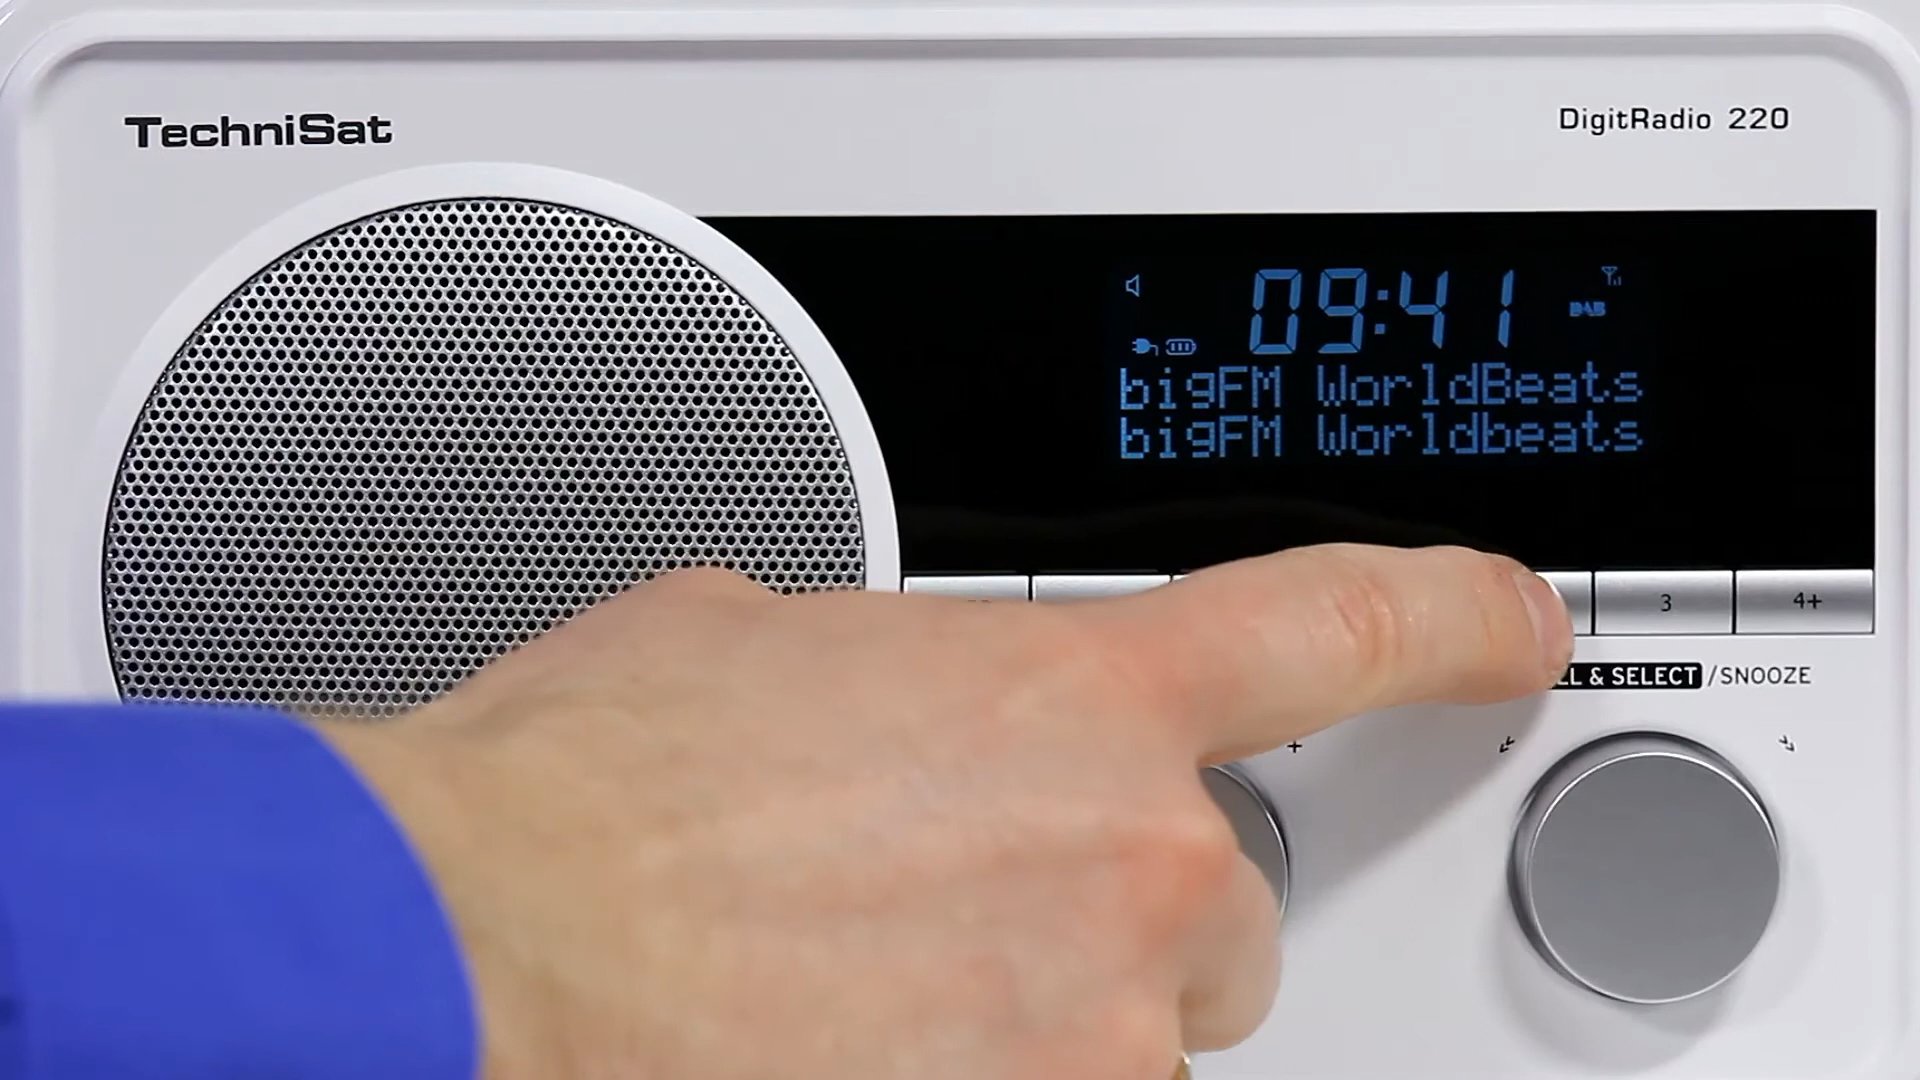 TechniSat
DigitRadio 220
09:41
DAB
bigFM WorldBeats
bigFM Worldbeats
3
4+
& SELECT /SNOOZE
+